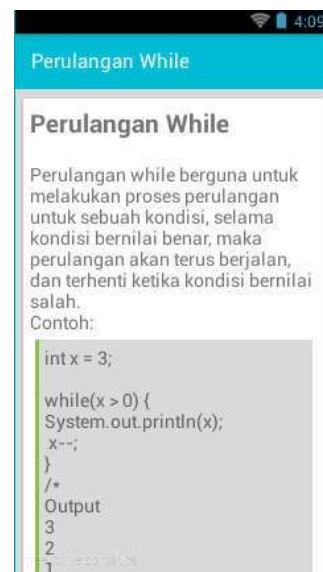 4:09
Perulangan While
Perulangan While
Perulangan while berguna untuk
melakukan proses perulangan
untuk sebuah kondisi, selama
kondisi bernilai benar, maka
perulangan akan terus berjalan,
dan terhenti ketika kondisi bernilai
salah.
Contoh:
int x = 3;
while(x > 0) {
System.out.println(x);
x--;
}
/*
Output
3
2
1